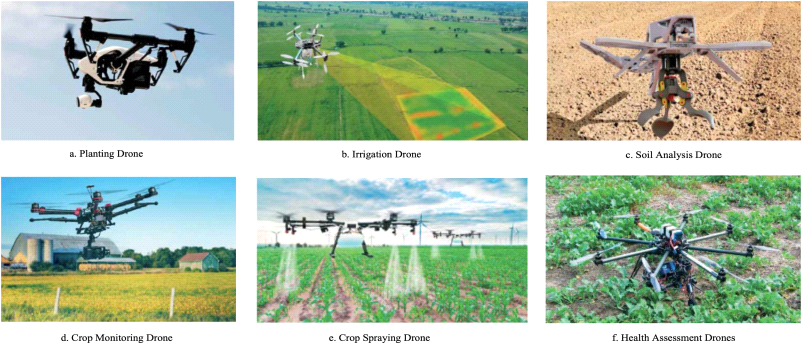 a. Planting Drone
b. Irrigation Drone
c. Soil Analysis Drone
d. Crop Monitoring Drone
e. Crop Spraying Drone
f. Health Assessment Drones